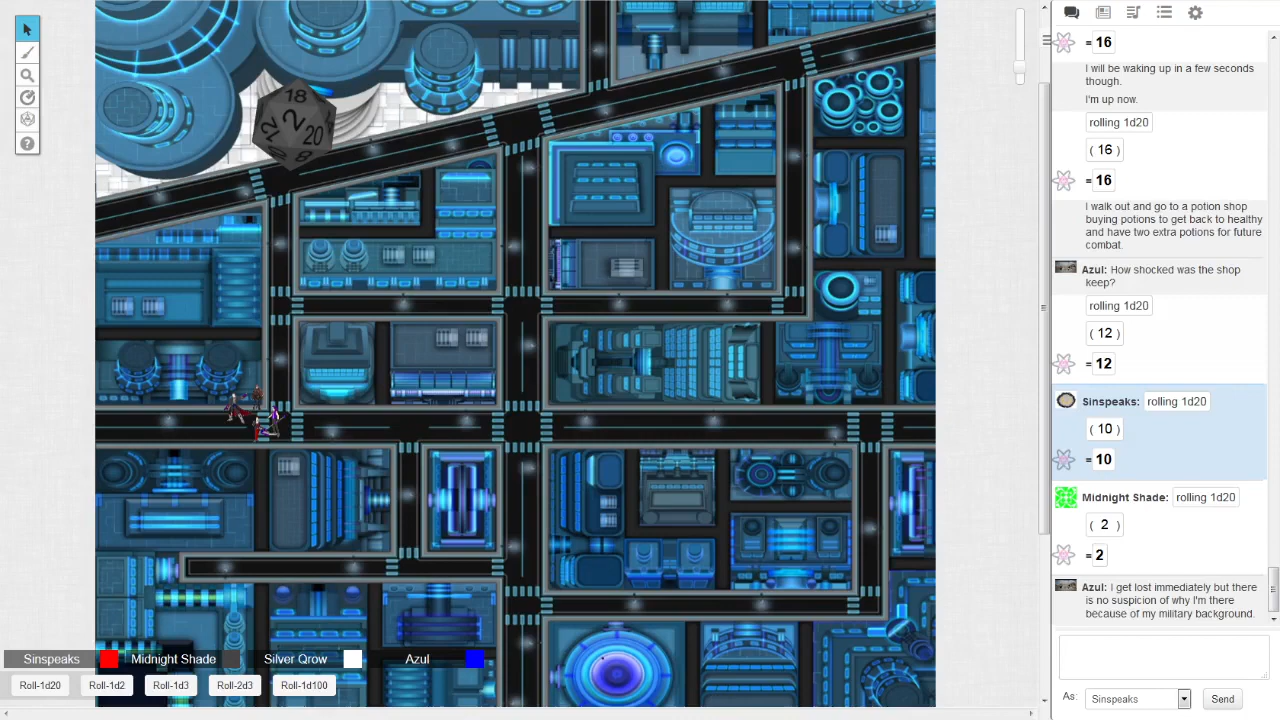 = 16
I will be waking up in a few seconds
though.
I'm up now.
rolling 1d20
( 16 )
= 16
I walk out and go to a potion shop
buying potions to get back to healthy
and have two extra potions for future
combat.
Azul: How shocked was the shop
keep?
rolling 1d20
( 12 )
= 12
Sinspeaks: rolling 1d20
( 10 )
= 10
Midnight Shade: rolling 1d20
( 2 )
= 2
Azul: I get lost immediately but there
is no suspicion of why I'm there
because of my military background.
As: Sinspeaks Send
18
2
20
12
8
Sinspeaks Midnight Shade Silver Qrow Azul
Roll-1d20 Roll-1d2 Roll-1d3 Roll-2d3 Roll-1d100